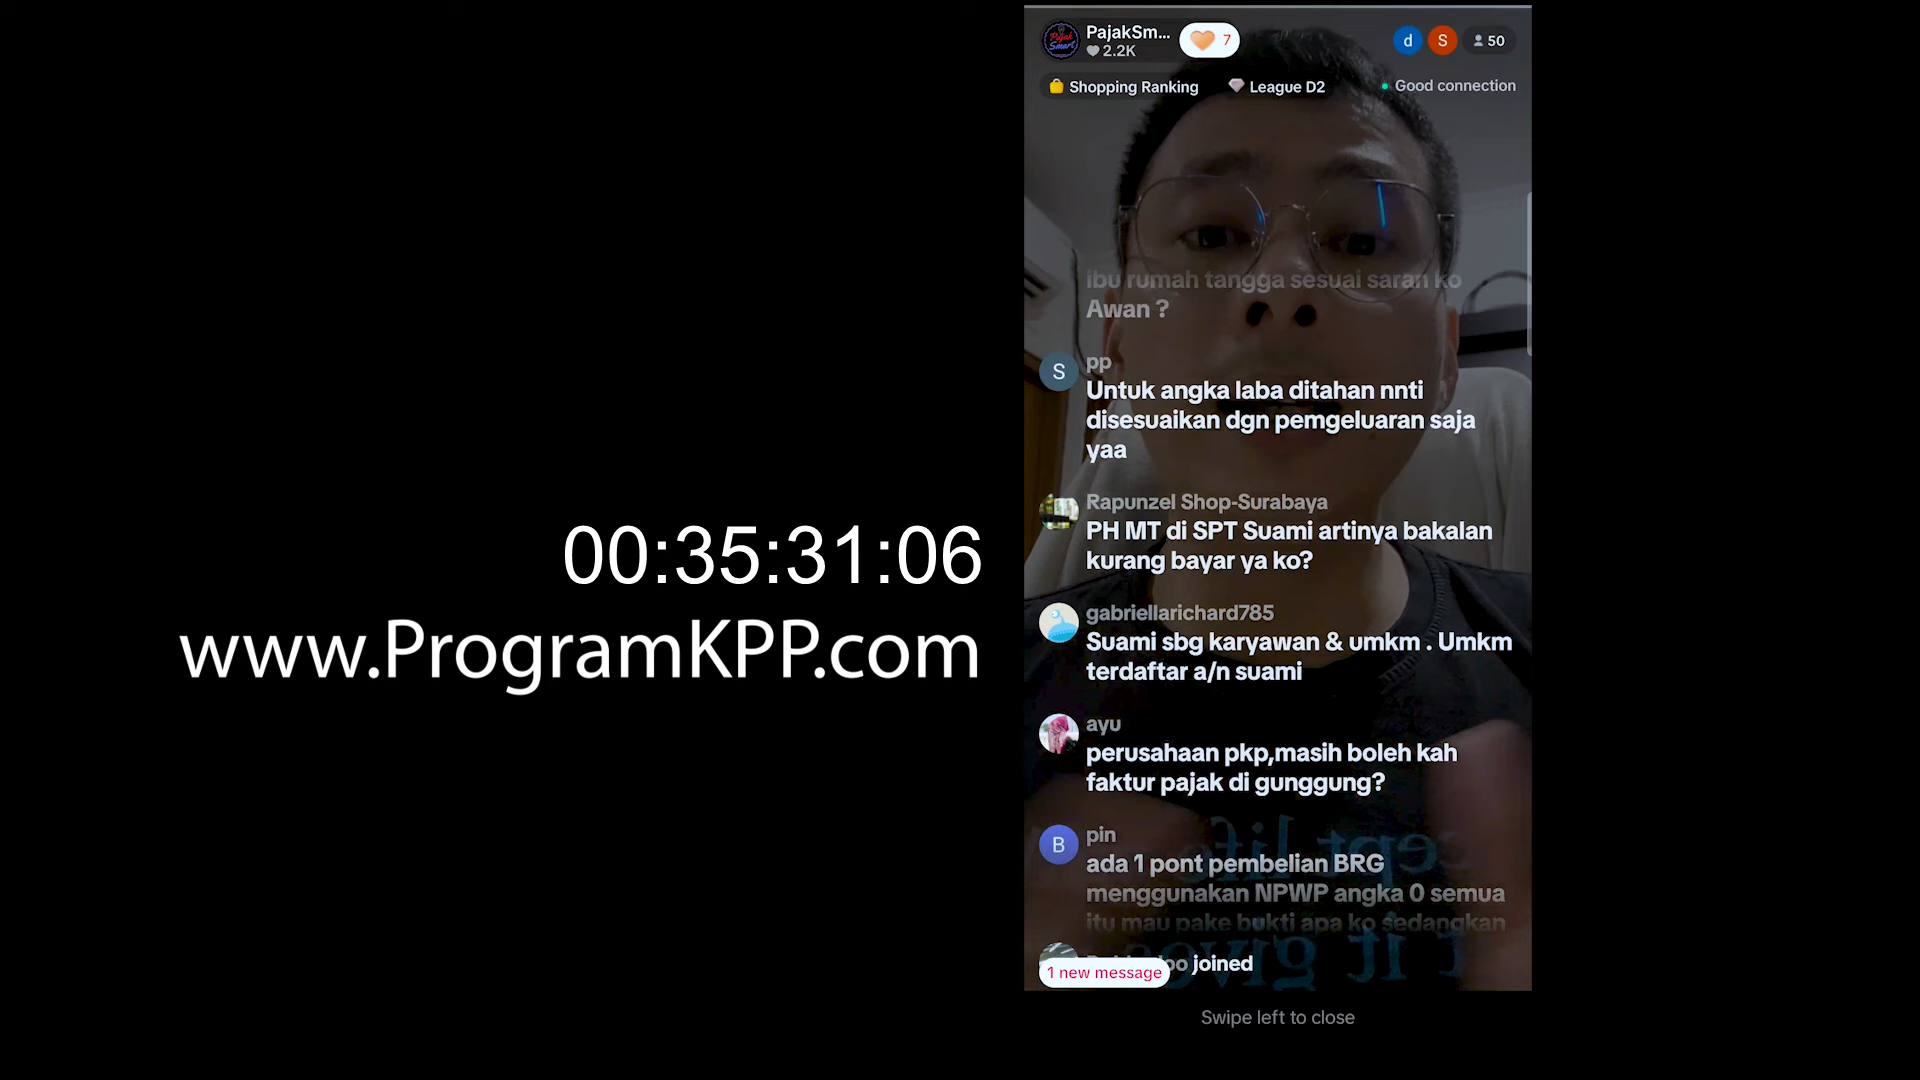 PajakSm...
2.2K
7
d
S
50
Shopping Ranking
League D2
Good connection
ibu rumah tangga sesuai saran ko
Awan ?
S
pp
Untuk angka laba ditahan nnti
disesuaikan dgn pemgeluaran saja
yaa
Rapunzel Shop-Surabaya
PH MT di SPT Suami artinya bakalan
kurang bayar ya ko?
gabriellarichard785
Suami sbg karyawan & umkm . Umkm
terdaftar a/n suami
ayu
perusahaan pkp,masih boleh kah
faktur pajak di gunggung?
B
pin
ada 1 pont pembelian BRG
menggunakan NPWP angka 0 semua
itu mau pake bukti apa ko sedangkan
joined
1 new message
Swipe left to close
00:35:31:06
www.ProgramKPP.com
Pajak
Smart